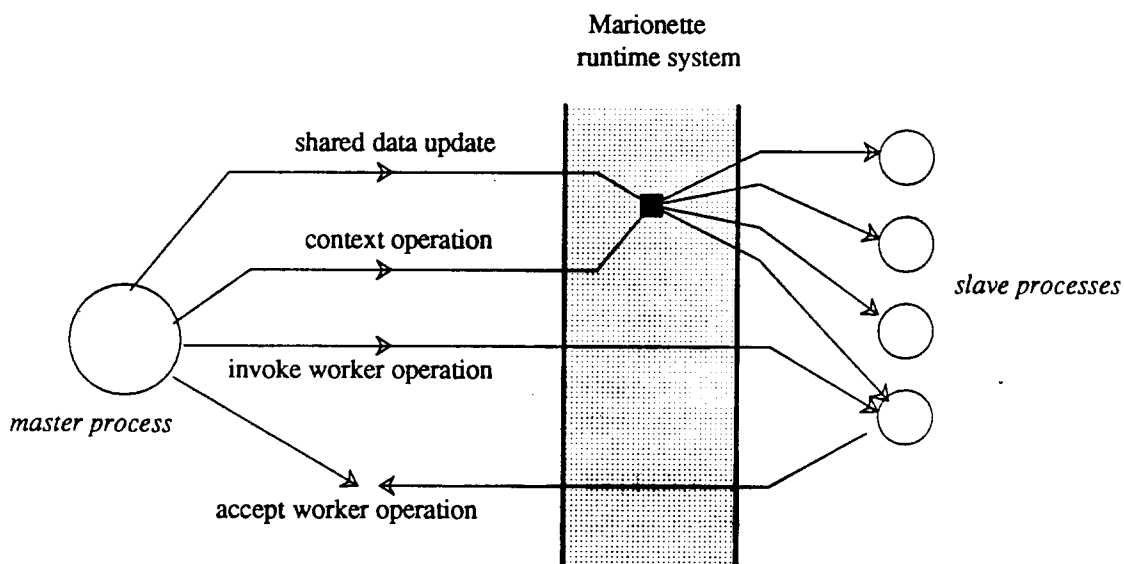 Marionette
runtime system
shared data update
context operation
slave processes
invoke worker operation
master process
accept worker operation